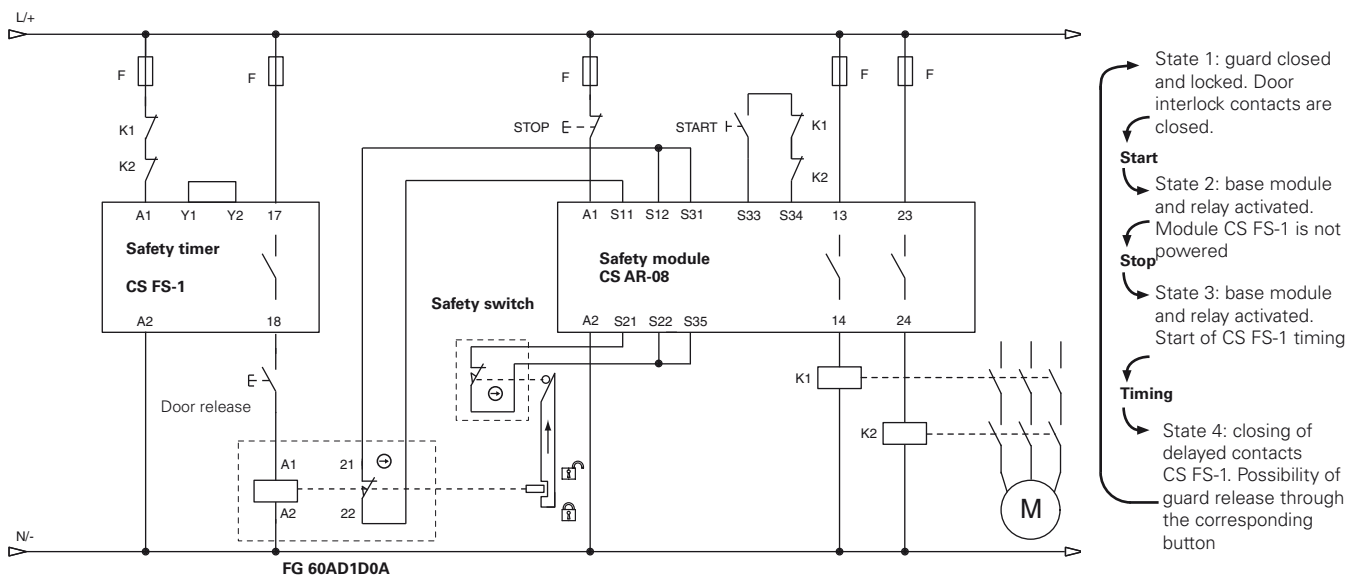 L/+
F
F
F
F
F
K1
K2
STOP
START
K1
K2
A1 Y1 Y2 17
Safety timer
CS FS-1
A2 18
A1 S11 S12 S31 S33 S34 13 23
Safety module
CS AR-08
A2 S21 S22 S35 14 24
Safety switch
Door release
K1
K2
M
A1 21
A2 22
N/-
FG 60AD1D0A
State 1: guard closed
and locked. Door
interlock contacts are
closed.
Start
State 2: base module
and relay activated.
Module CS FS-1 is not
powered
Stop
State 3: base module
and relay activated.
Start of CS FS-1 timing
Timing
State 4: closing of
delayed contacts
CS FS-1. Possibility of
guard release through
the corresponding
button